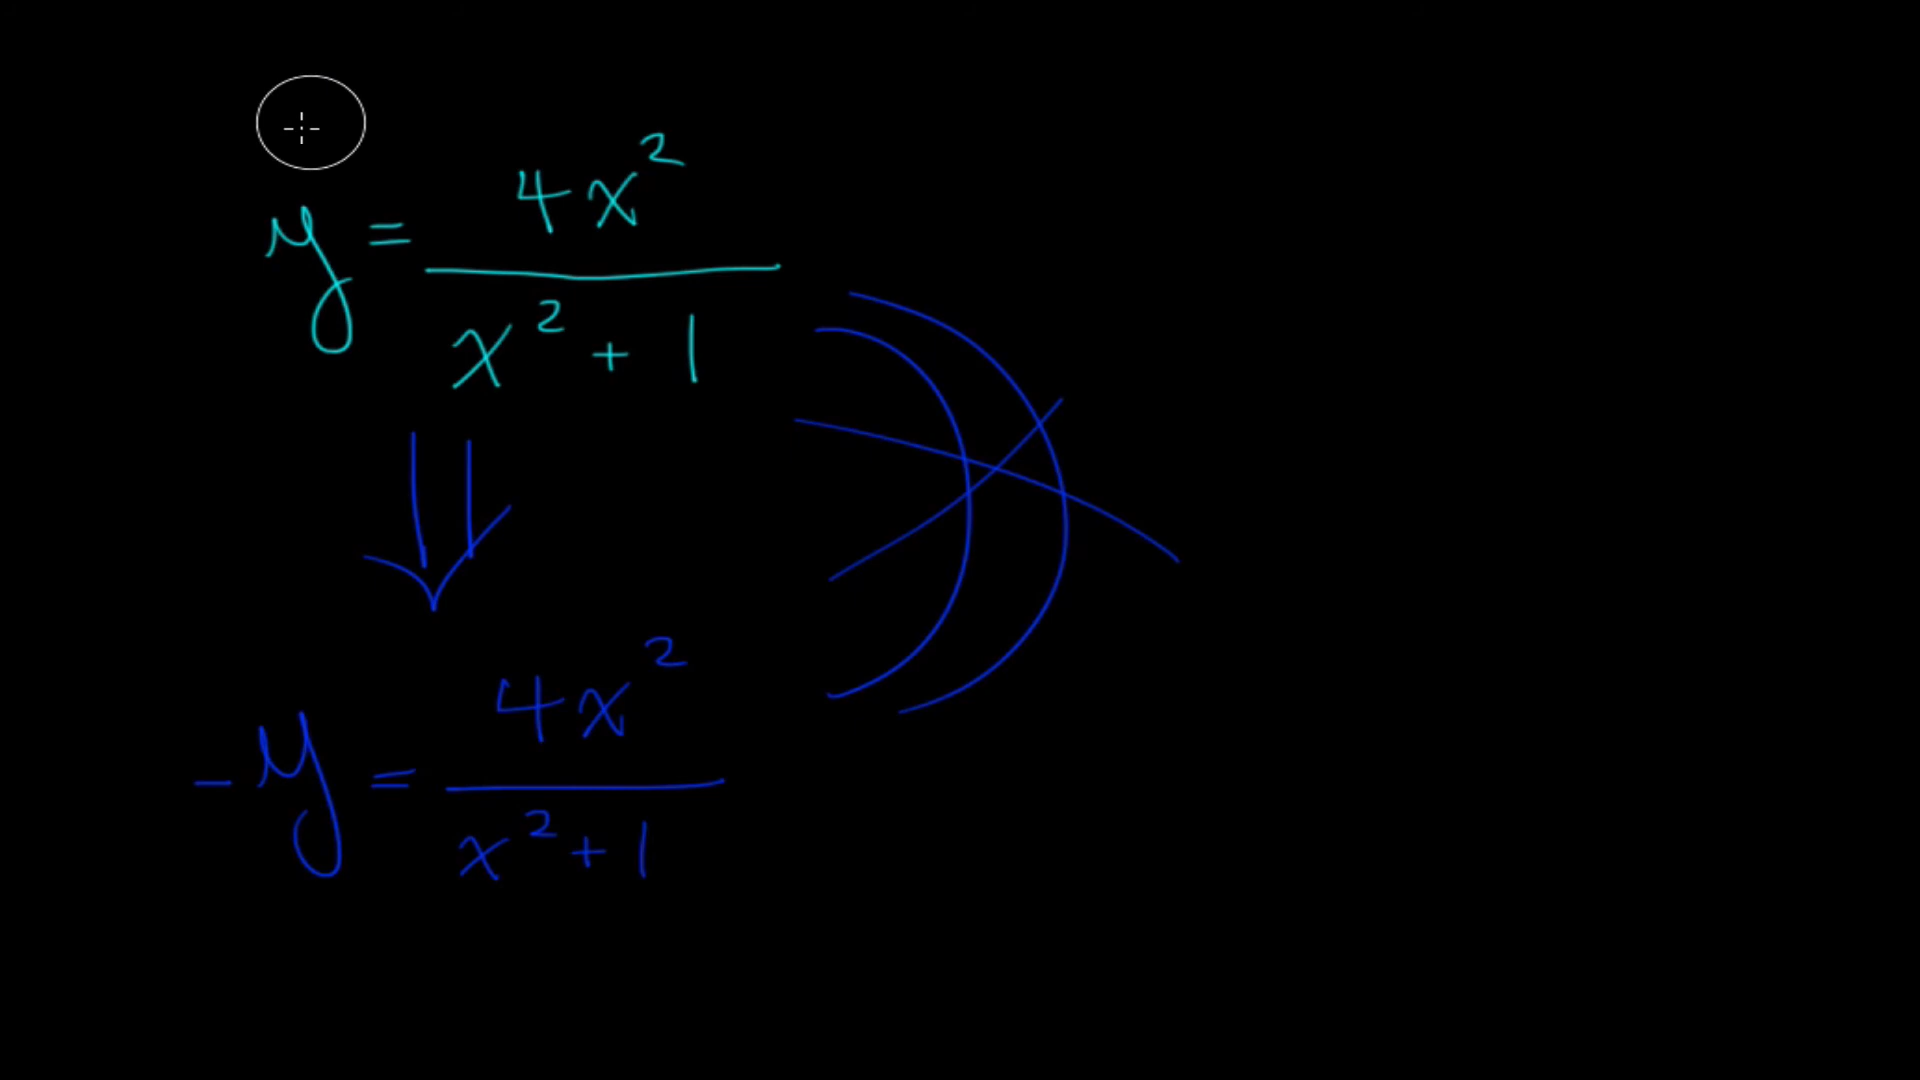 y = 4x² / x² + 1
-y = 4x² / x² + 1